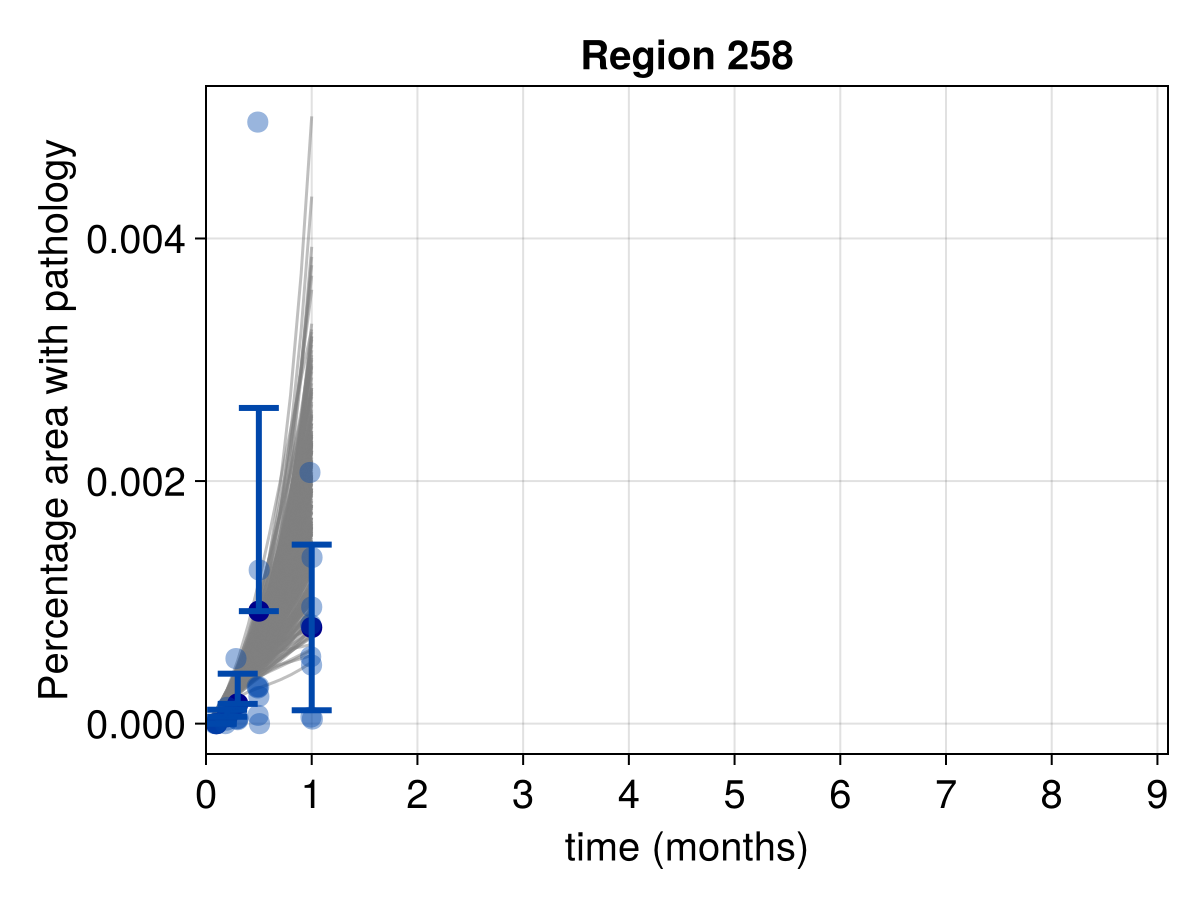 Region 258
Percentage area with pathology
0.004
0.002
0.000
0 1 2 3 4 5 6 7 8 9
time (months)